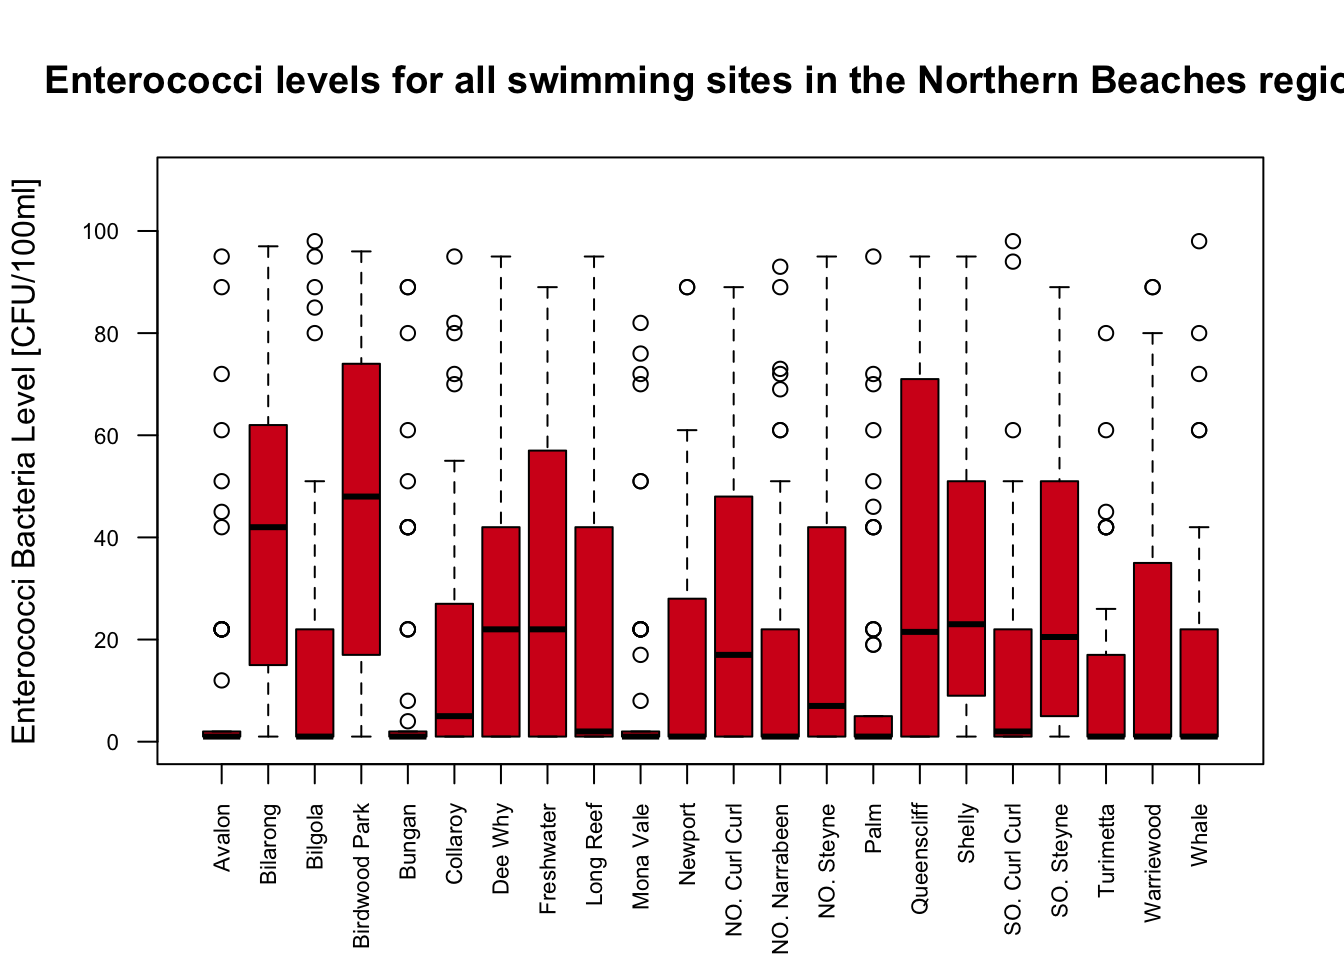 Enterococci levels for all swimming sites in the Northern Beaches regio
Enterococci Bacteria Level [CFU/100ml]
100
80
60
40
20
0
Avalon
Bilarong
Bilgola
Birdwood Park
Bungan
Collaroy
Dee Why
Freshwater
Long Reef
Mona Vale
Newport
NO. Curl Curl
NO. Narrabeen
NO. Steyne
Palm
Queenscliff
Shelly
SO. Curl Curl
SO. Steyne
Turimetta
Warriewood
Whale